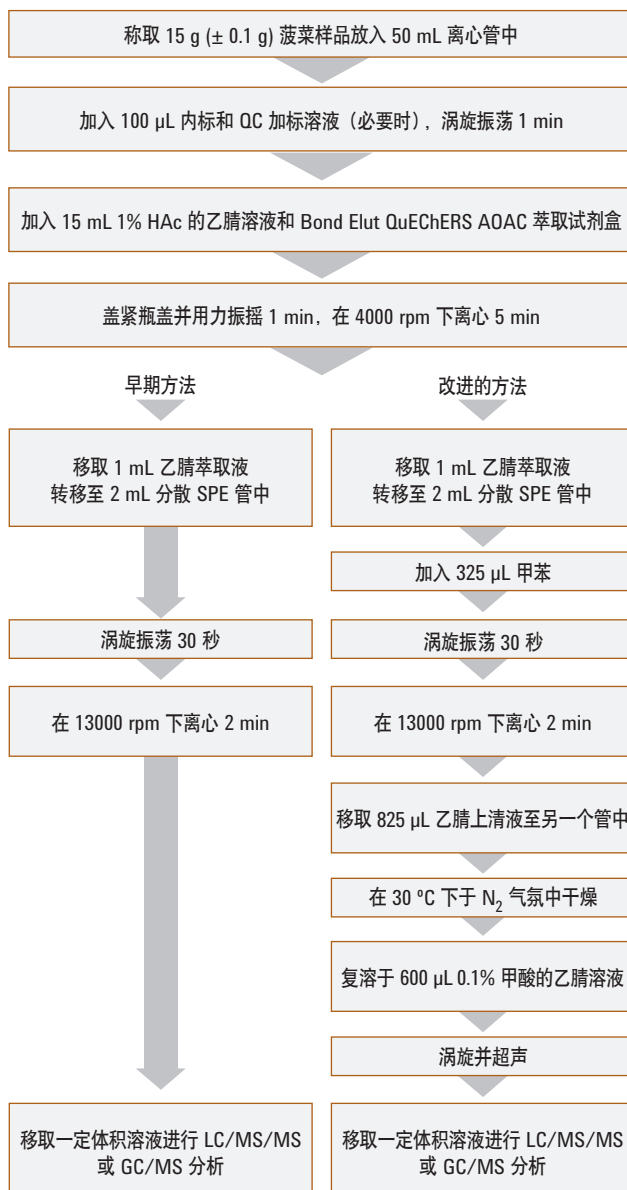 称取 15 g (± 0.1 g) 菠菜样品放入 50 mL 离心管中
加入 100 µL 内标和 QC 加标溶液（必要时），涡旋振荡 1 min
加入 15 mL 1% HAc 的乙腈溶液和 Bond Elut QuEChERS AOAC 萃取试剂盒
盖紧瓶盖并用力振摇 1 min，在 4000 rpm 下离心 5 min
早期方法
移取 1 mL 乙腈萃取液
转移至 2 mL 分散 SPE 管中
涡旋振荡 30 秒
在 13000 rpm 下离心 2 min
移取一定体积溶液进行 LC/MS/MS
或 GC/MS 分析
改进的方法
移取 1 mL 乙腈萃取液
转移至 2 mL 分散 SPE 管中
加入 325 µL 甲苯
涡旋振荡 30 秒
在 13000 rpm 下离心 2 min
移取 825 µL 乙腈上清液至另一个管中
在 30 ºC 下于 N₂ 气氛中干燥
复溶于 600 µL 0.1% 甲酸的乙腈溶液
涡旋并超声
移取一定体积溶液进行 LC/MS/MS
或 GC/MS 分析